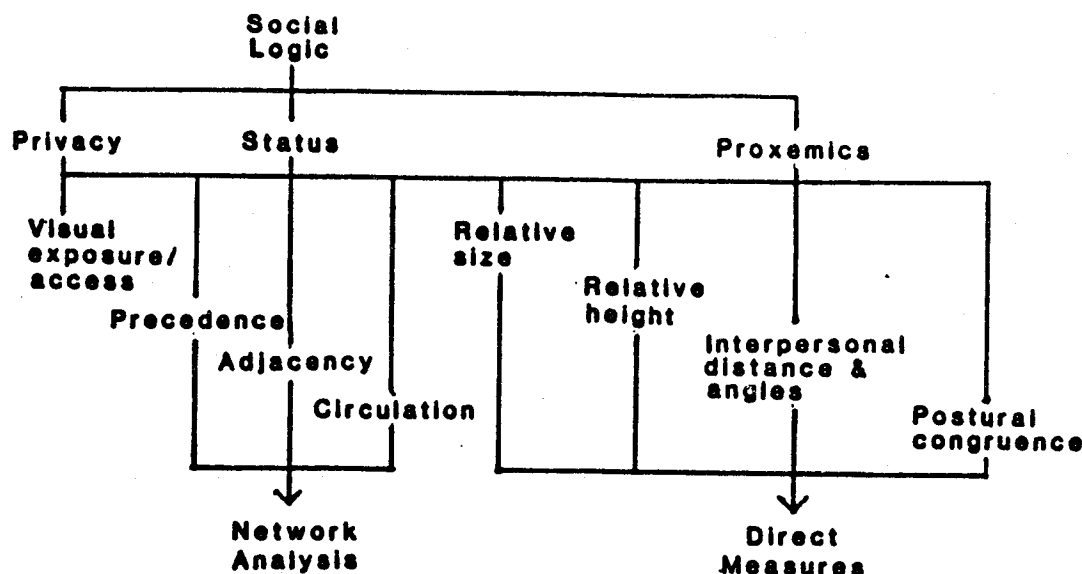 Social
Logic
Privacy
Status
Proxemics
Visual
exposure/
access
Relative
size
Relative
height
Precedence
Adjacency
Interpersonal
distance &
angles
Circulation
Postural
congruence
Network
Analysis
Direct
Measures